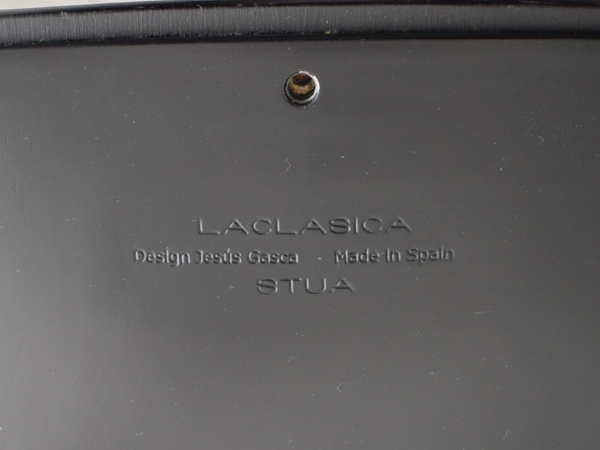 LACLASICA
Design Jesús Gasca · Made in Spain
STUA